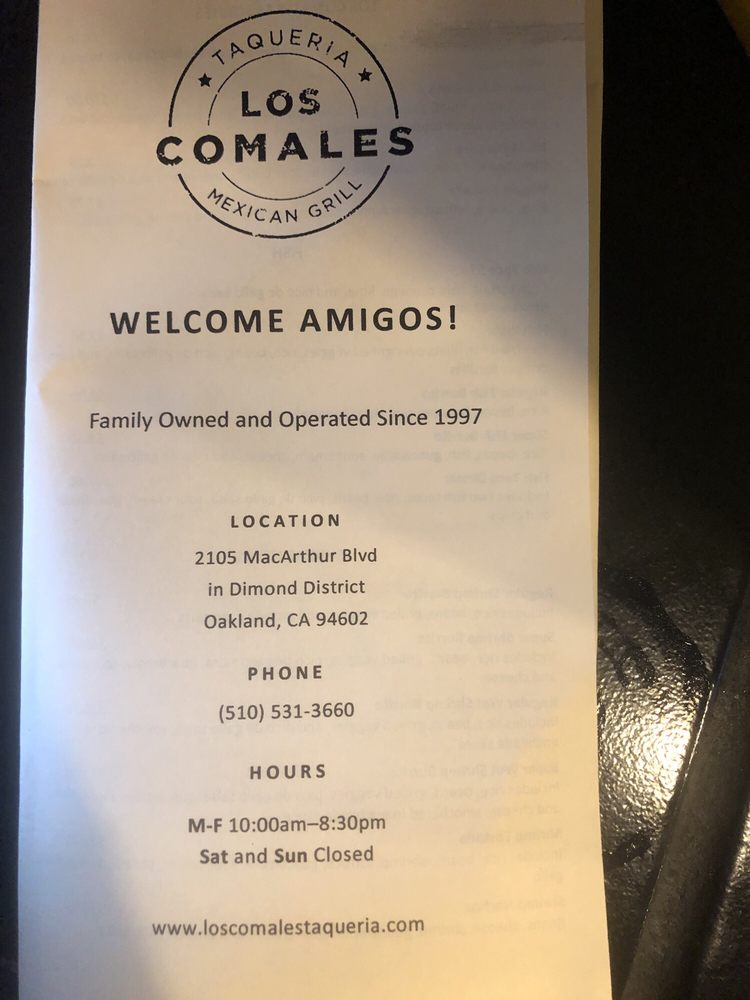 TAQUERIA
LOS
COMALES
MEXICAN GRILL
WELCOME AMIGOS!
Family Owned and Operated Since 1997
LOCATION
2105 MacArthur Blvd
in Dimond District
Oakland, CA 94602
PHONE
(510) 531-3660
HOURS
M-F 10:00am–8:30pm
Sat and Sun Closed
www.loscomalestaqueria.com